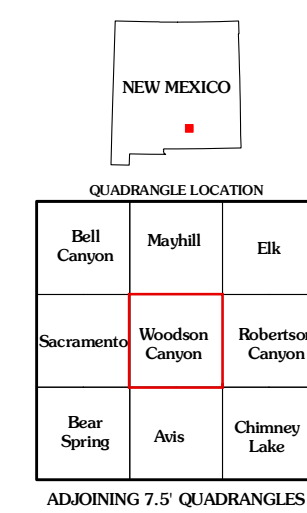 NEW MEXICO
QUADRANGLE LOCATION
Bell
Canyon
Mayhill
Elk
Sacramento
Woodson
Canyon
Robertson
Canyon
Bear
Spring
Avis
Chimney
Lake
ADJOINING 7.5' QUADRANGLES